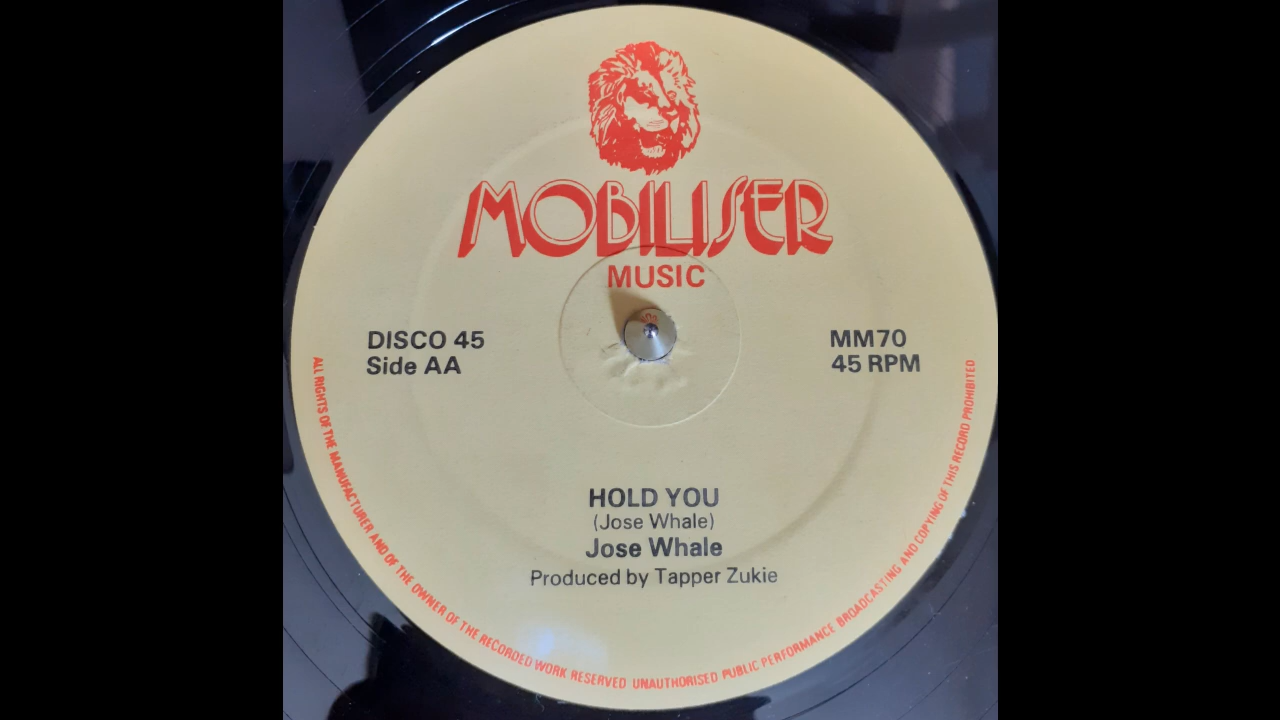 MOBILISER
MUSIC
DISCO 45
Side AA
MM70
45 RPM
HOLD YOU
(Jose Whale)
Jose Whale
Produced by Tapper Zukie
ALL RIGHTS OF THE MANUFACTURER AND OF THE OWNER OF THE RECORDED WORK RESERVED UNAUTHORISED PUBLIC PERFORMANCE BROADCASTING AND COPYING OF THIS RECORD PROHIBITED